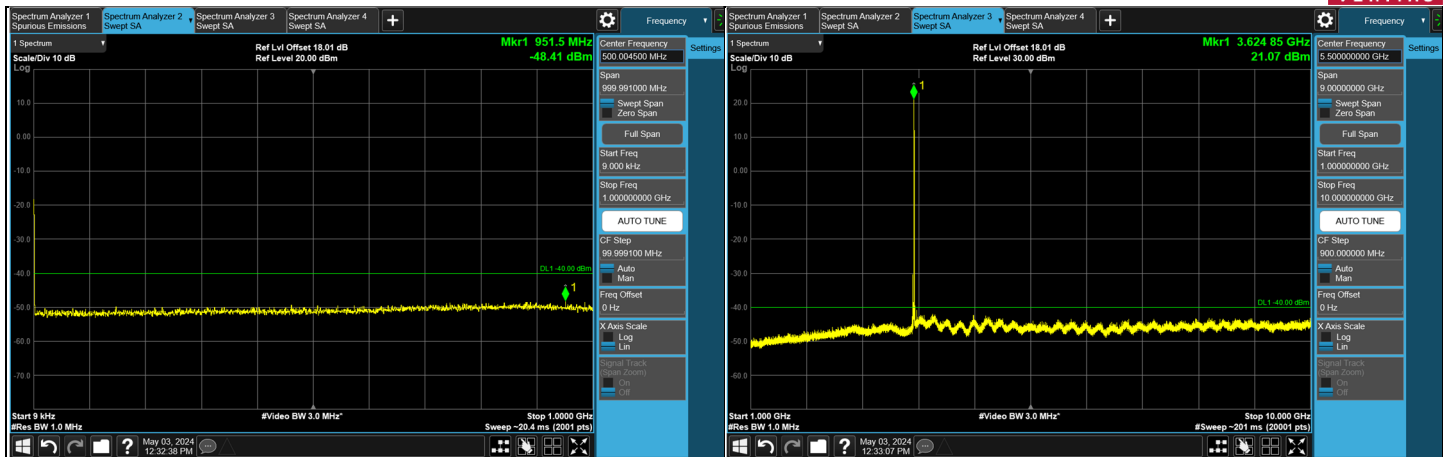 Spectrum Analyzer 1
Spurious Emissions
Spectrum Analyzer 2
Swept SA
Spectrum Analyzer 3
Swept SA
Spectrum Analyzer 4
Swept SA
Frequency
1 Spectrum
Scale/Div 10 dB
Log
Ref Lvl Offset 18.01 dB
Ref Level 20.00 dBm
Mkr1 951.5 MHz
-48.41 dBm
10.0
0.00
-10.0
-20.0
-30.0
-40.0
-50.0
-60.0
-70.0
DL1 -40.00 dBm
1
Start 9 kHz
#Res BW 1.0 MHz
#Video BW 3.0 MHz*
Stop 1.0000 GHz
Sweep ~20.4 ms (2001 pts)
May 03, 2024
12:32:38 PM
Center Frequency
500.004500 MHz
Settings
Span
999.991000 MHz
Swept Span
Zero Span
Full Span
Start Freq
9.000 kHz
Stop Freq
1.000000000 GHz
AUTO TUNE
CF Step
99.999100 MHz
Auto
Man
Freq Offset
0 Hz
X Axis Scale
Log
Lin
Signal Track
(Span Zoom)
On
Off
Spectrum Analyzer 1
Spurious Emissions
Spectrum Analyzer 2
Swept SA
Spectrum Analyzer 3
Swept SA
Spectrum Analyzer 4
Swept SA
Frequency
1 Spectrum
Scale/Div 10 dB
Log
Ref Lvl Offset 18.01 dB
Ref Level 30.00 dBm
Mkr1 3.624 85 GHz
21.07 dBm
20.0
10.0
0.00
-10.0
-20.0
-30.0
-40.0
-50.0
-60.0
DL1 -40.00 dBm
1
Start 1.000 GHz
#Res BW 1.0 MHz
#Video BW 3.0 MHz*
Stop 10.000 GHz
#Sweep ~201 ms (20001 pts)
May 03, 2024
12:33:07 PM
Center Frequency
5.500000000 GHz
Settings
Span
9.00000000 GHz
Swept Span
Zero Span
Full Span
Start Freq
1.000000000 GHz
Stop Freq
10.000000000 GHz
AUTO TUNE
CF Step
900.000000 MHz
Auto
Man
Freq Offset
0 Hz
X Axis Scale
Log
Lin
Signal Track
(Span Zoom)
On
Off